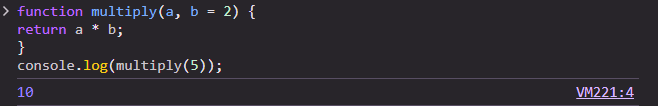 function multiply(a, b = 2) {
return a * b;
}
console.log(multiply(5));
10 VM221:4